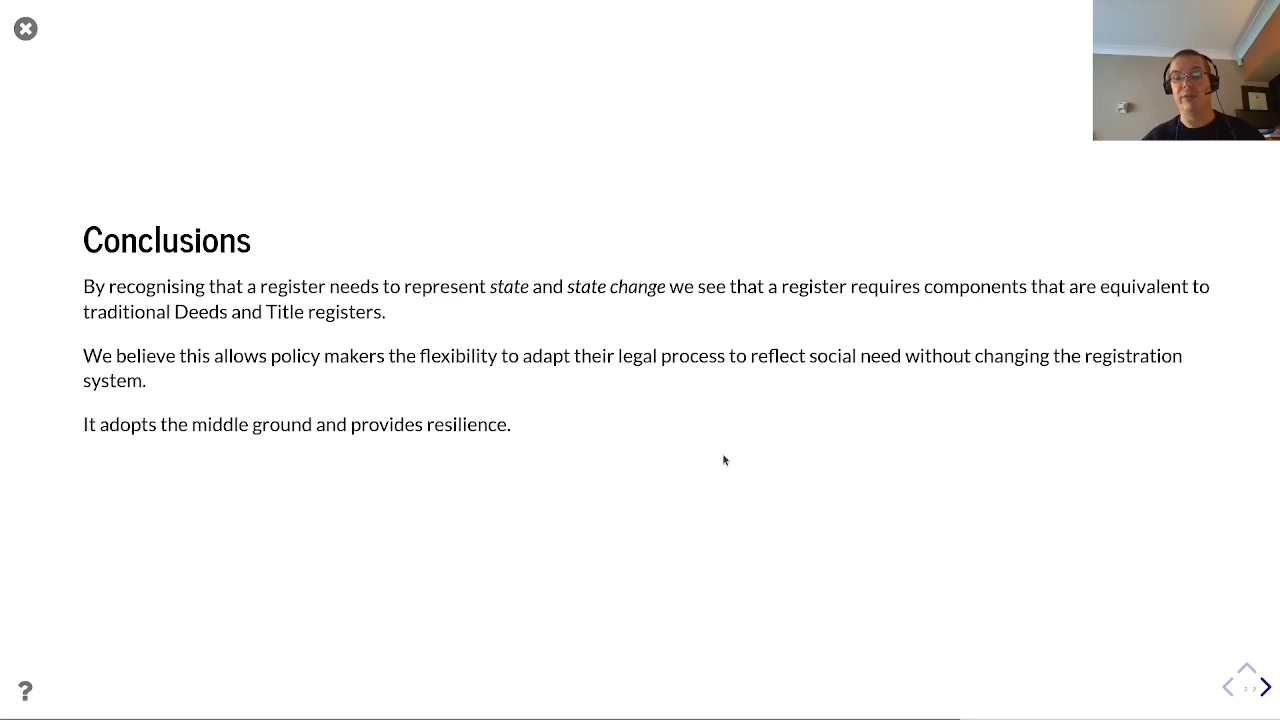 Conclusions
By recognising that a register needs to represent state and state change we see that a register requires components that are equivalent to
traditional Deeds and Title registers.
We believe this allows policy makers the flexibility to adapt their legal process to reflect social need without changing the registration
system.
It adopts the middle ground and provides resilience.
?